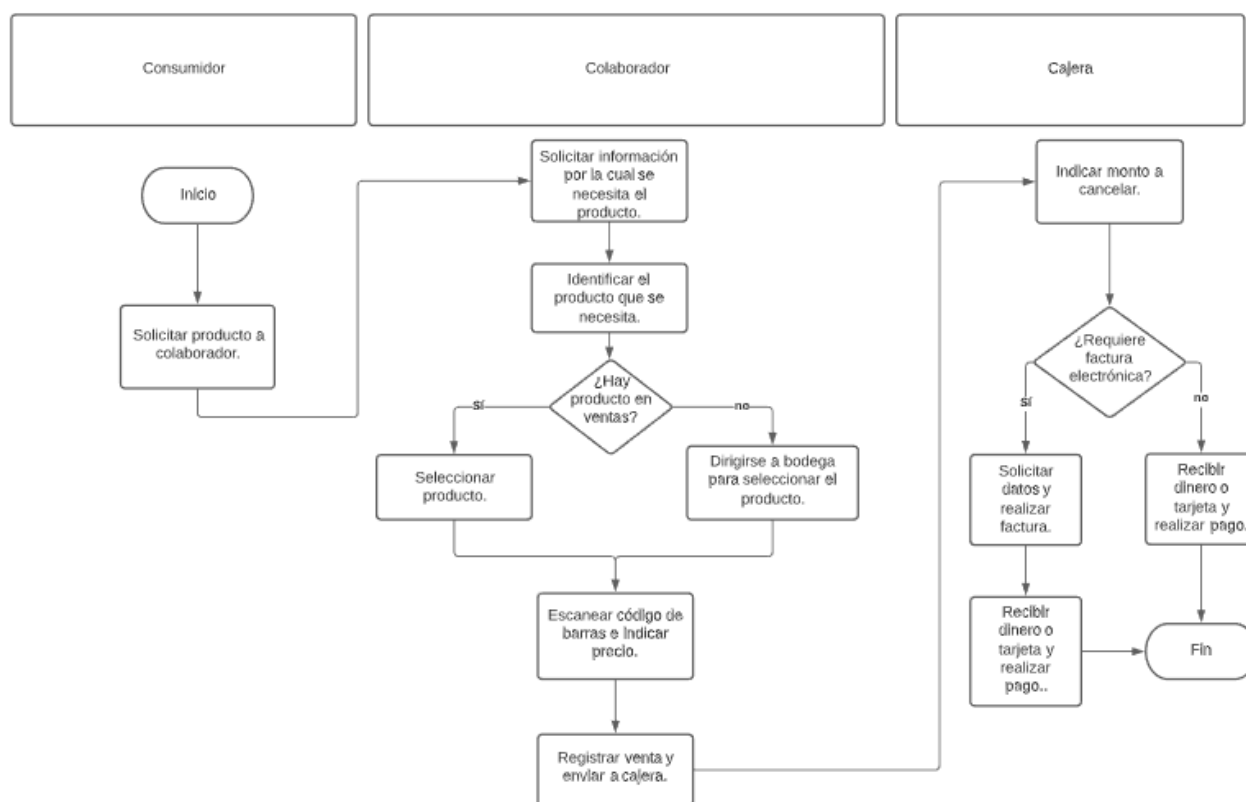 Consumidor
Colaborador
Cajera
Inicio
Solicitar producto a
colaborador.
Solicitar información
por la cual se
necesita el
producto.
Identificar el
producto que se
necesita.
¿Hay
producto en
ventas?
Sí
no
Seleccionar
producto.
Dirigirse a bodega
para seleccionar el
producto.
Escanear código de
barras e indicar
precio.
Registrar venta y
enviar a cajera.
Indicar monto a
cancelar.
¿Requiere
factura
electrónica?
Sí
no
Solicitar
datos y
realizar
factura.
Recibir
dinero o
tarjeta y
realizar pago.
Recibir
dinero o
tarjeta y
realizar
pago..
Fin